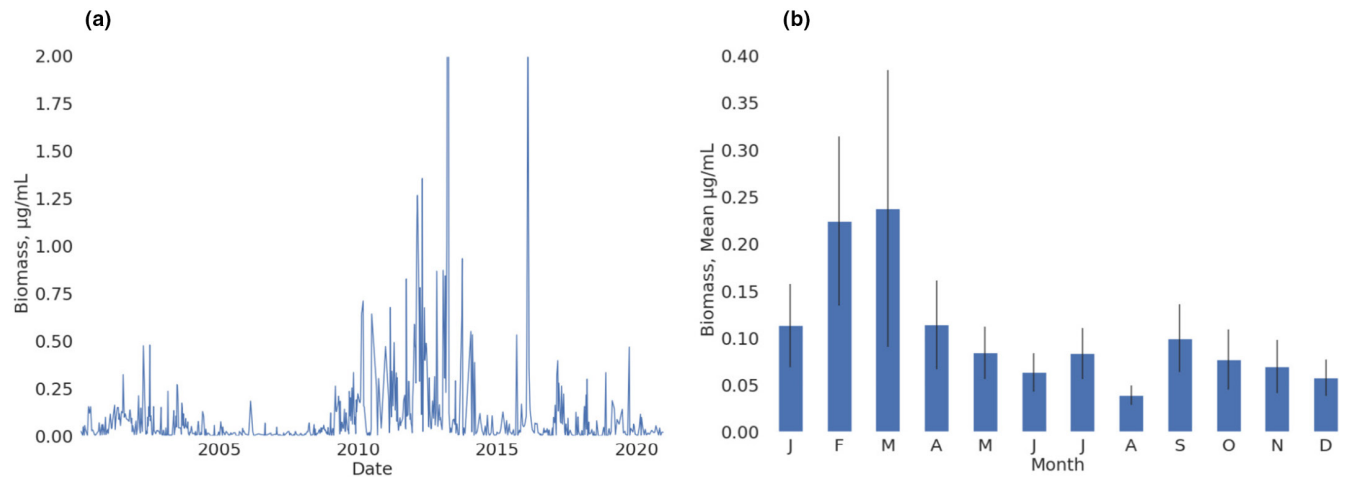 (a)
2.00
1.75
1.50
1.25
1.00
0.75
0.50
0.25
0.00
Biomass, µg/mL
2005 2010 2015 2020
Date
(b)
0.40
0.35
0.30
0.25
0.20
0.15
0.10
0.05
0.00
Biomass, Mean µg/mL
J F M A M J J A S O N D
Month